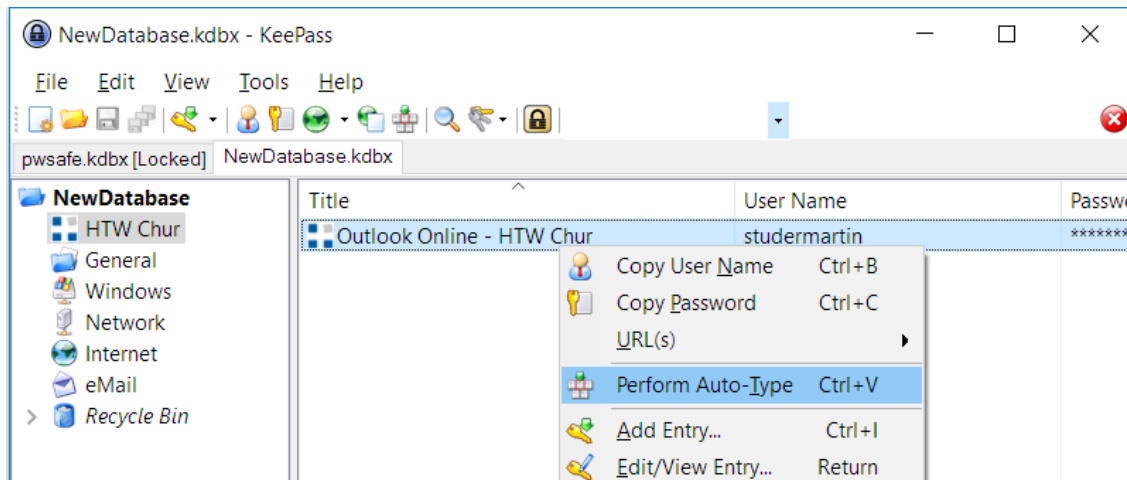 NewDatabase.kdbx - KeePass
File Edit View Tools Help
pwsafe.kdbx [Locked] NewDatabase.kdbx
NewDatabase
HTW Chur
General
Windows
Network
Internet
eMail
Recycle Bin
Title User Name Passwo
Outlook Online - HTW Chur studermartin *******
Copy User Name Ctrl+B
Copy Password Ctrl+C
URL(s)
Perform Auto-Type Ctrl+V
Add Entry... Ctrl+I
Edit/View Entry... Return